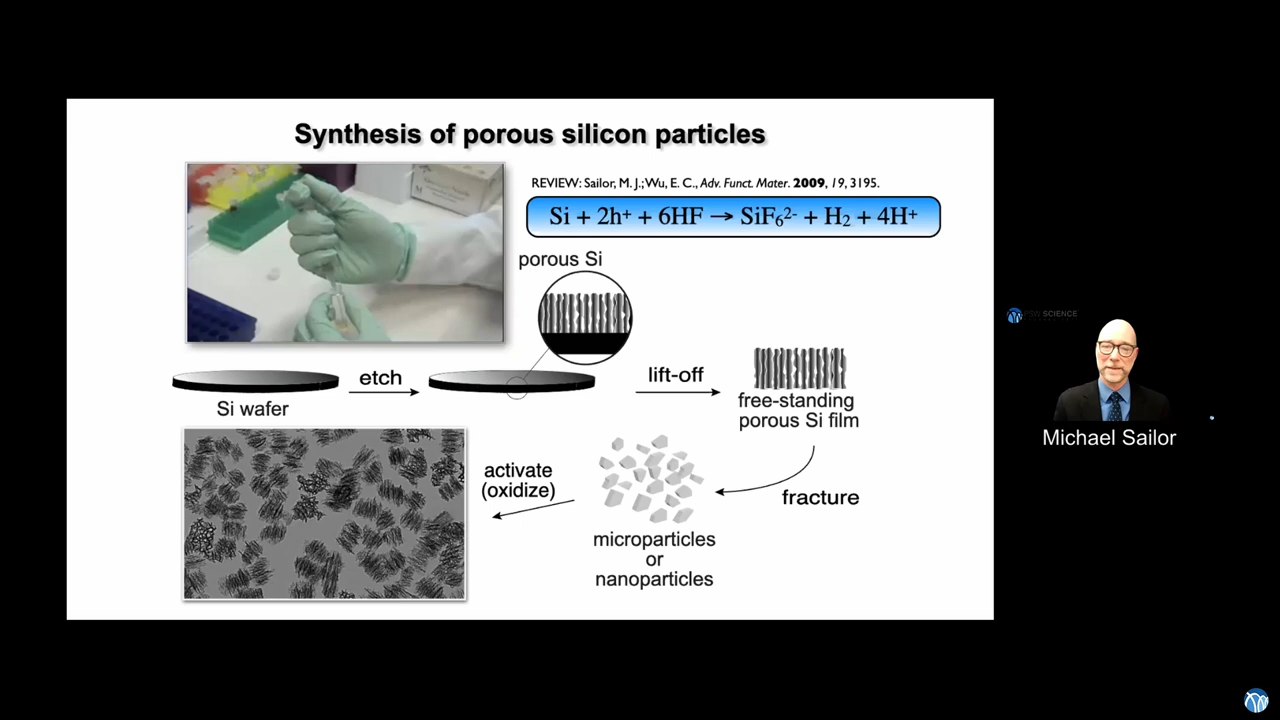 Synthesis of porous silicon particles
REVIEW: Sailor, M. J.; Wu, E. C., Adv. Funct. Mater. 2009, 19, 3195.
Si + 2h⁺ + 6HF → SiF₆²⁻ + H₂ + 4H⁺
porous Si
etch
Si wafer
lift-off
free-standing
porous Si film
fracture
microparticles
or
nanoparticles
activate
(oxidize)
PSW SCIENCE
Michael Sailor